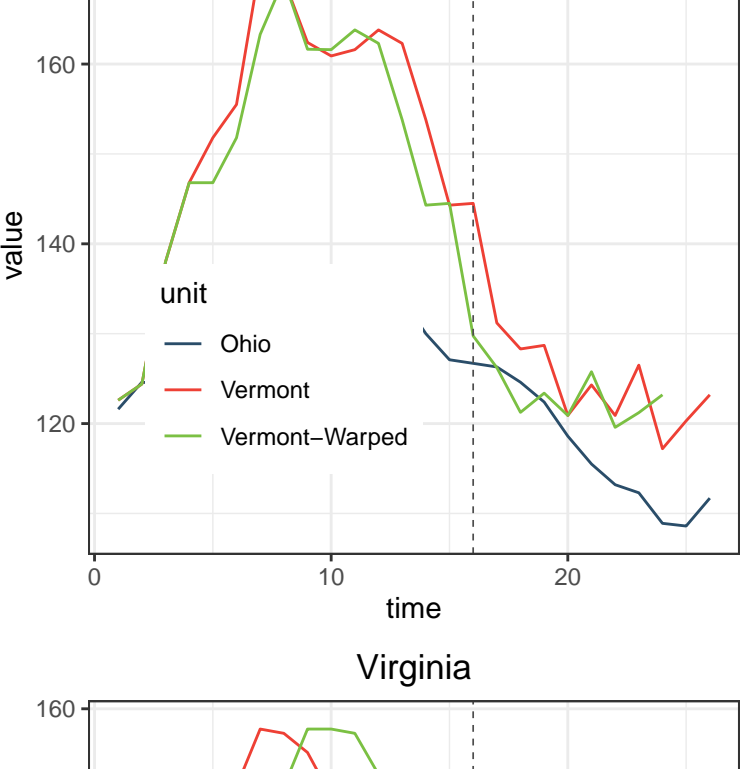 160
140
120
value
unit
Ohio
Vermont
Vermont−Warped
0 10 20
time
Virginia
160